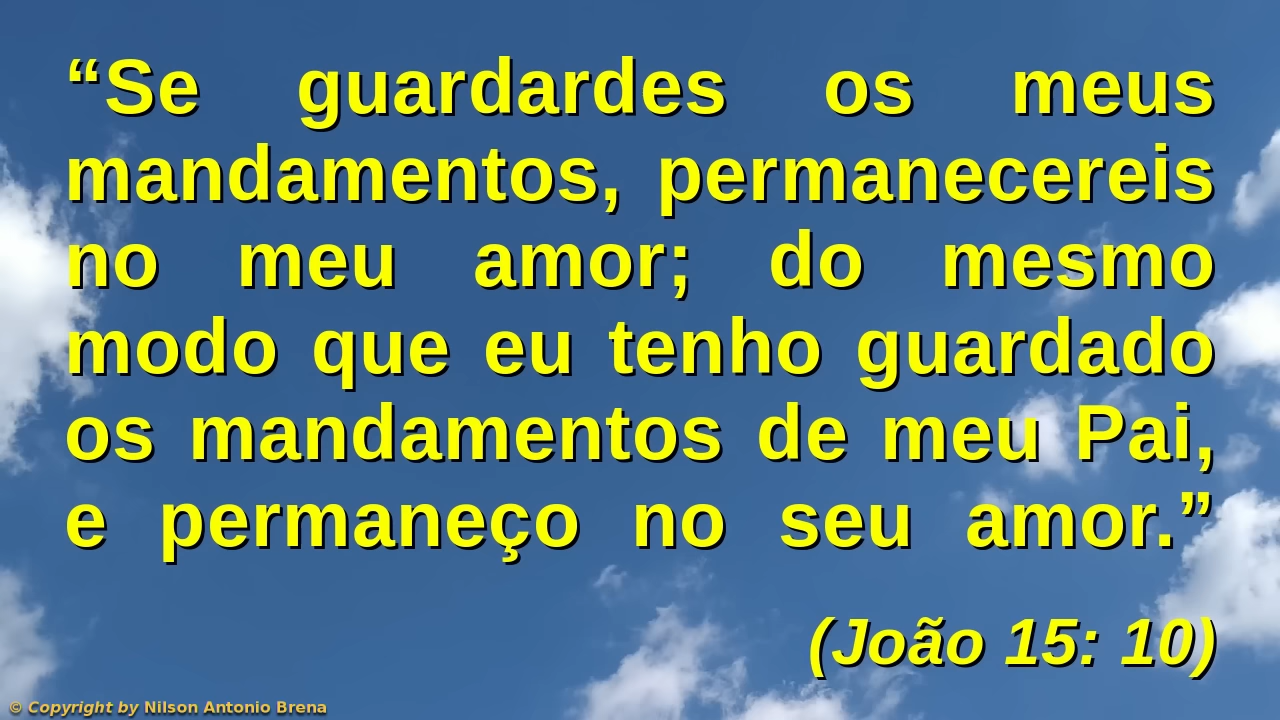 “Se guardardes os meus
mandamentos, permanecereis
no meu amor; do mesmo
modo que eu tenho guardado
os mandamentos de meu Pai,
e permaneço no seu amor.”
(João 15: 10)
© Copyright by Nilson Antonio Brena